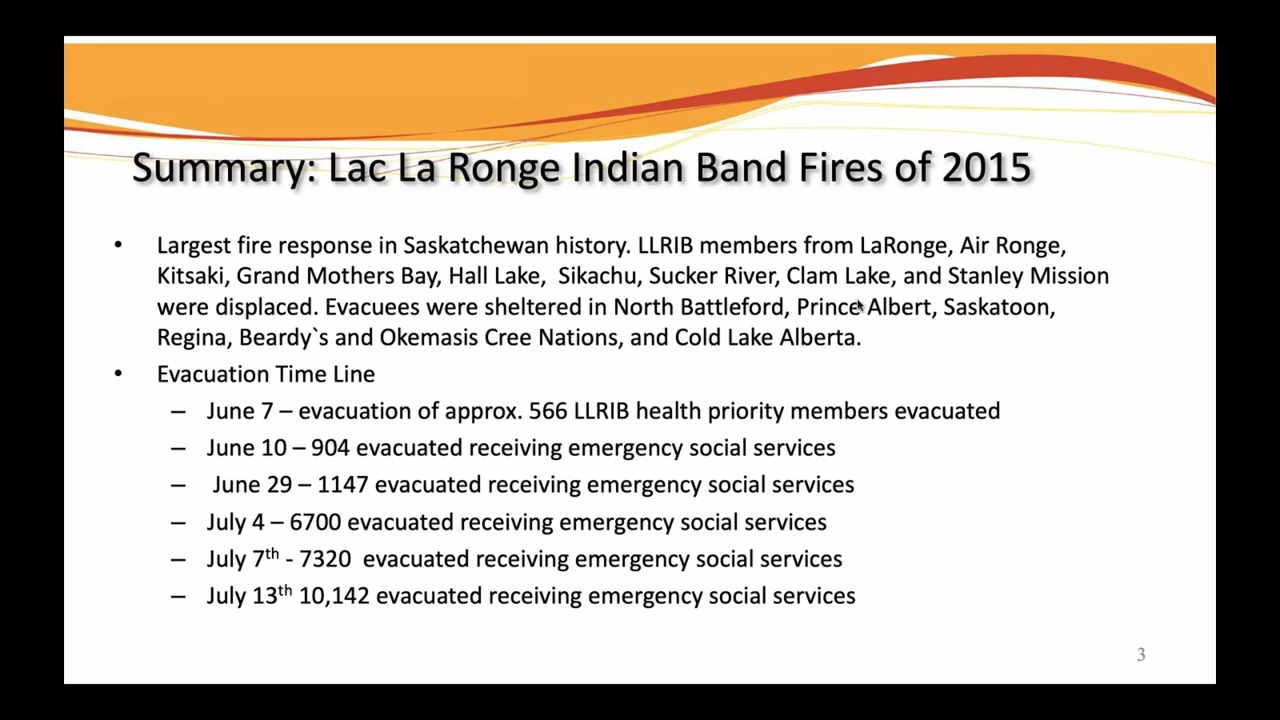 Summary: Lac La Ronge Indian Band Fires of 2015
• Largest fire response in Saskatchewan history. LLRIB members from LaRonge, Air Ronge,
Kitsaki, Grand Mothers Bay, Hall Lake, Sikachu, Sucker River, Clam Lake, and Stanley Mission
were displaced. Evacuees were sheltered in North Battleford, Prince Albert, Saskatoon,
Regina, Beardy`s and Okemasis Cree Nations, and Cold Lake Alberta.
• Evacuation Time Line
– June 7 – evacuation of approx. 566 LLRIB health priority members evacuated
– June 10 – 904 evacuated receiving emergency social services
– June 29 – 1147 evacuated receiving emergency social services
– July 4 – 6700 evacuated receiving emergency social services
– July 7th - 7320 evacuated receiving emergency social services
– July 13th 10,142 evacuated receiving emergency social services
3